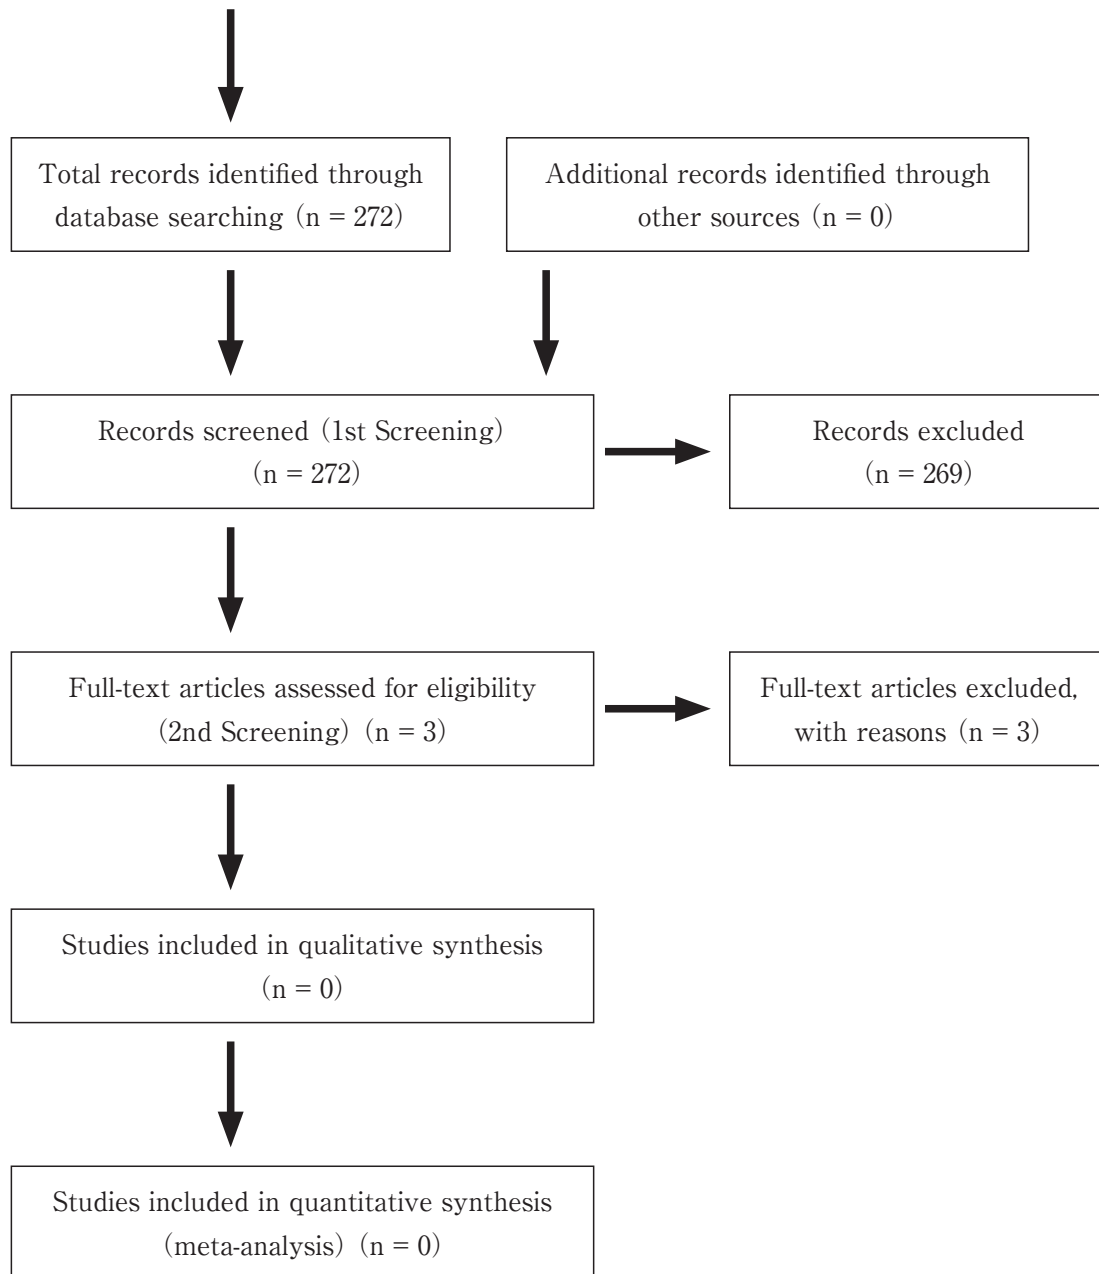 Total records identified through
database searching (n = 272)
Additional records identified through
other sources (n = 0)
Records screened (1st Screening)
(n = 272)
Records excluded
(n = 269)
Full-text articles assessed for eligibility
(2nd Screening) (n = 3)
Full-text articles excluded,
with reasons (n = 3)
Studies included in qualitative synthesis
(n = 0)
Studies included in quantitative synthesis
(meta-analysis) (n = 0)